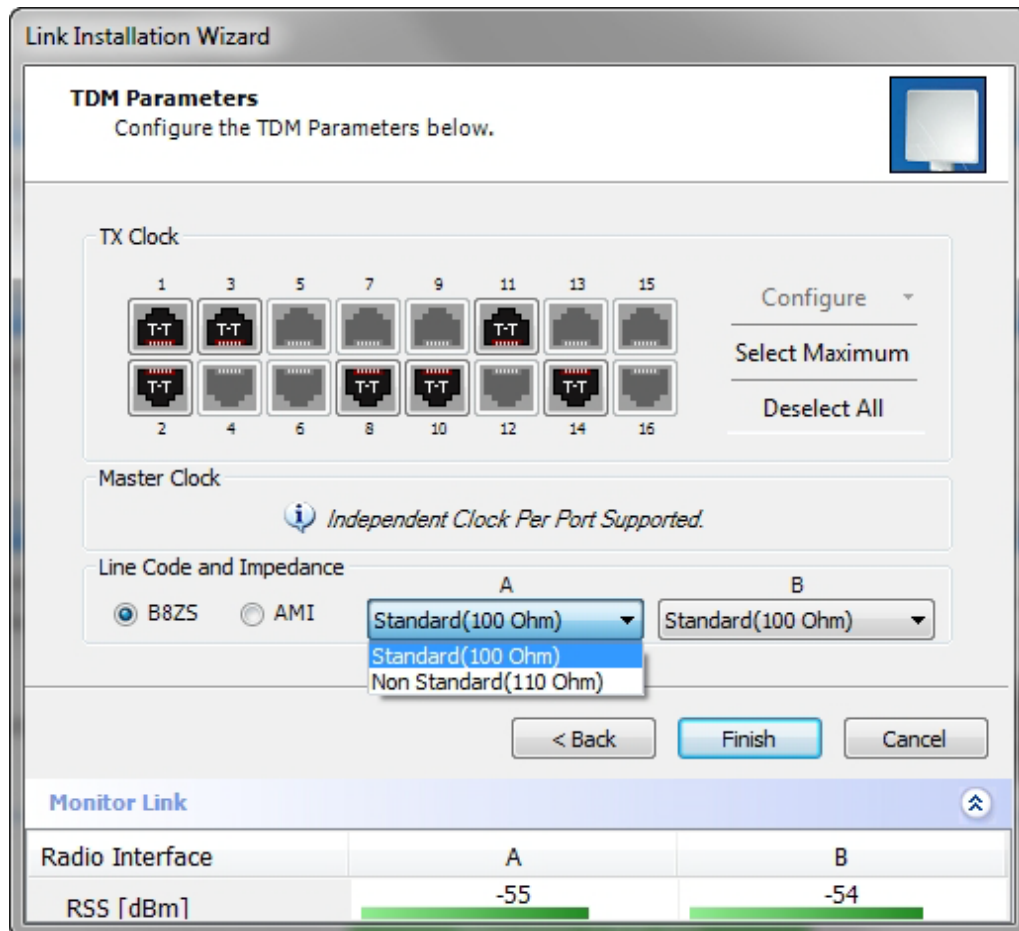 Link Installation Wizard
TDM Parameters
Configure the TDM Parameters below.
TX Clock
1 3 5 7 9 11 13 15
T-T T-T T-T
T-T T-T T-T T-T
2 4 6 8 10 12 14 16
Configure
Select Maximum
Deselect All
Master Clock
Independent Clock Per Port Supported.
Line Code and Impedance
A B
B8ZS AMI Standard(100 Ohm) Standard(100 Ohm)
Standard(100 Ohm)
Non Standard(110 Ohm)
< Back Finish Cancel
Monitor Link
Radio Interface A B
RSS [dBm] -55 -54